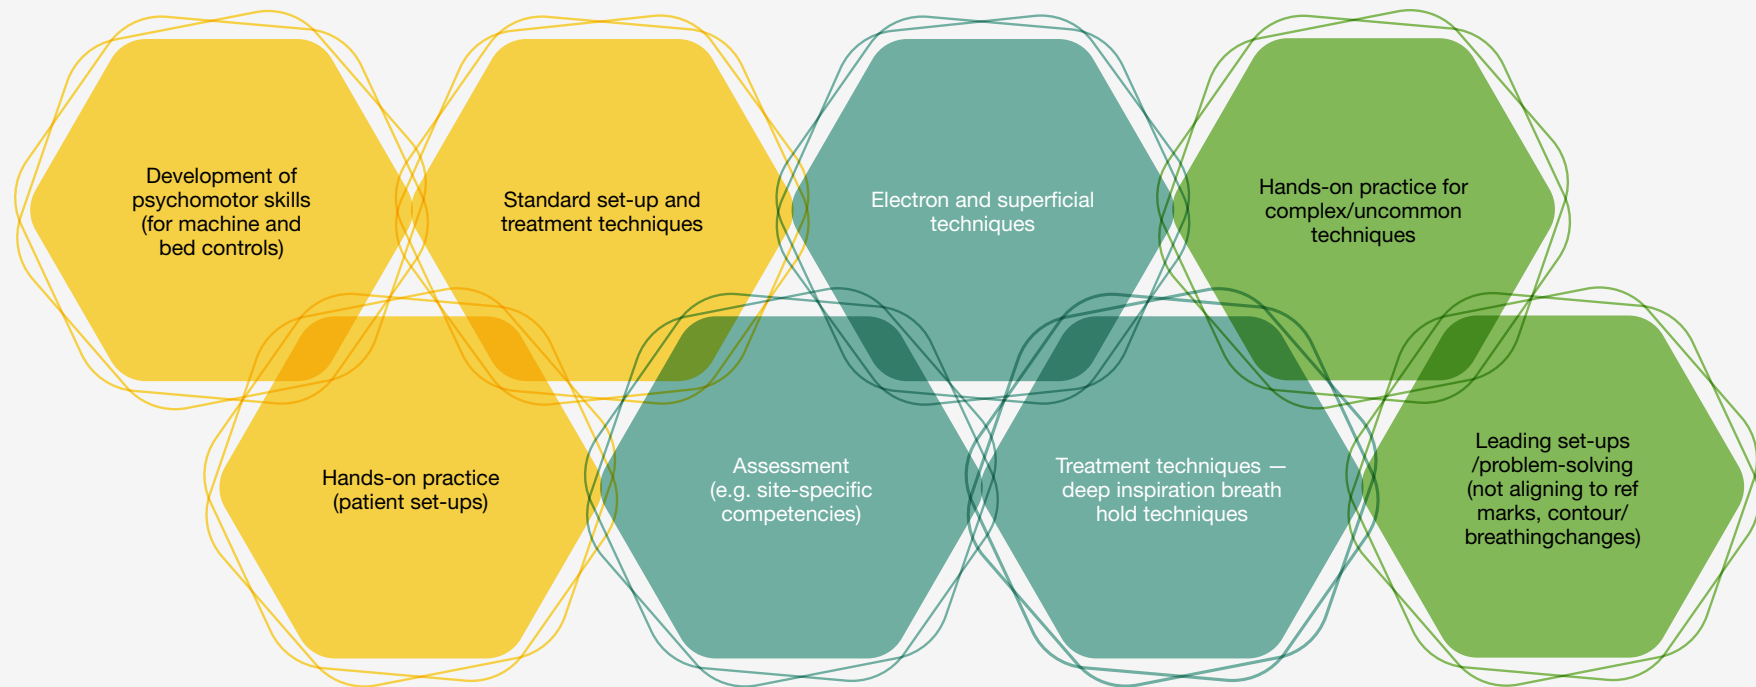 Development of
psychomotor skills
(for machine and
bed controls)
Standard set-up and
treatment techniques
Electron and superficial
techniques
Hands-on practice for
complex/uncommon
techniques
Hands-on practice
(patient set-ups)
Assessment
(e.g. site-specific
competencies)
Treatment techniques —
deep inspiration breath
hold techniques
Leading set-ups
/problem-solving
(not aligning to ref
marks, contour/
breathingchanges)